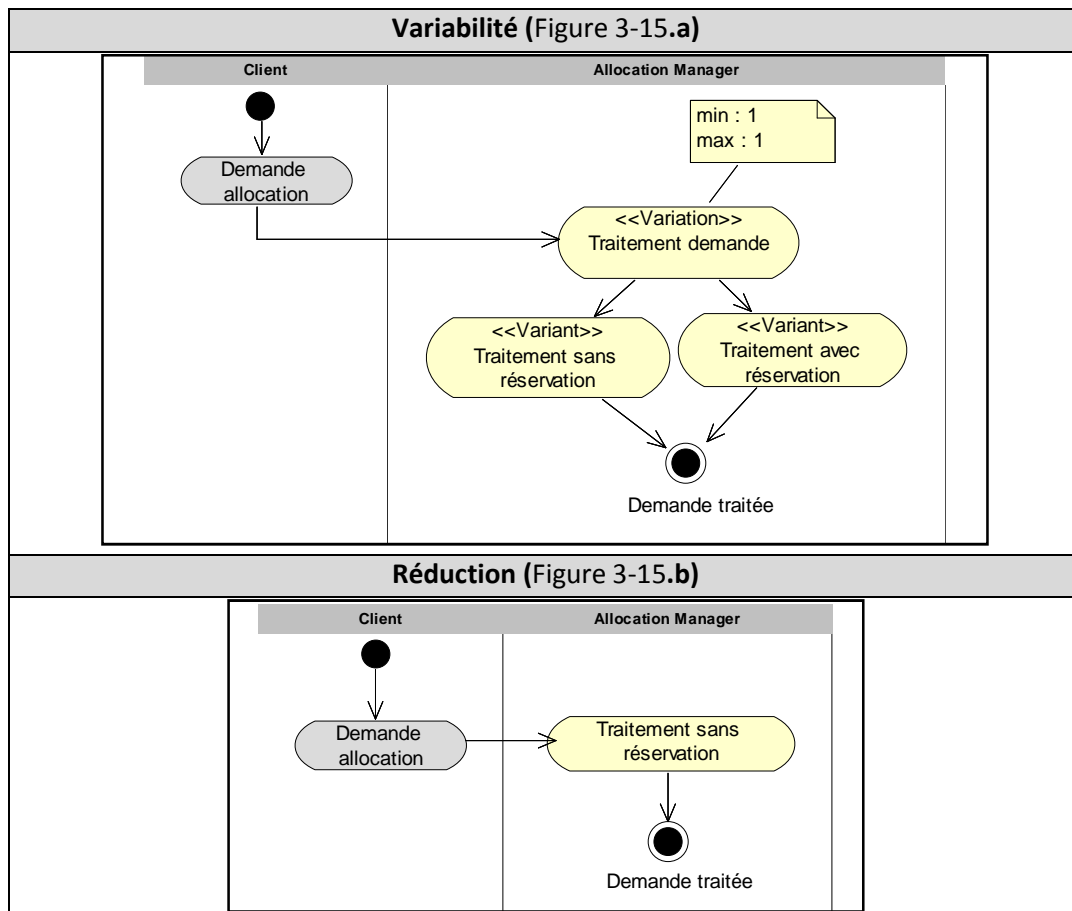 Variabilité (Figure 3-15.a)
Client
Allocation Manager
min : 1
max : 1
Demande
allocation
<<Variation>>
Traitement demande
<<Variant>>
Traitement sans
réservation
<<Variant>>
Traitement avec
réservation
Demande traitée
Réduction (Figure 3-15.b)
Client
Allocation Manager
Demande
allocation
Traitement sans
réservation
Demande traitée